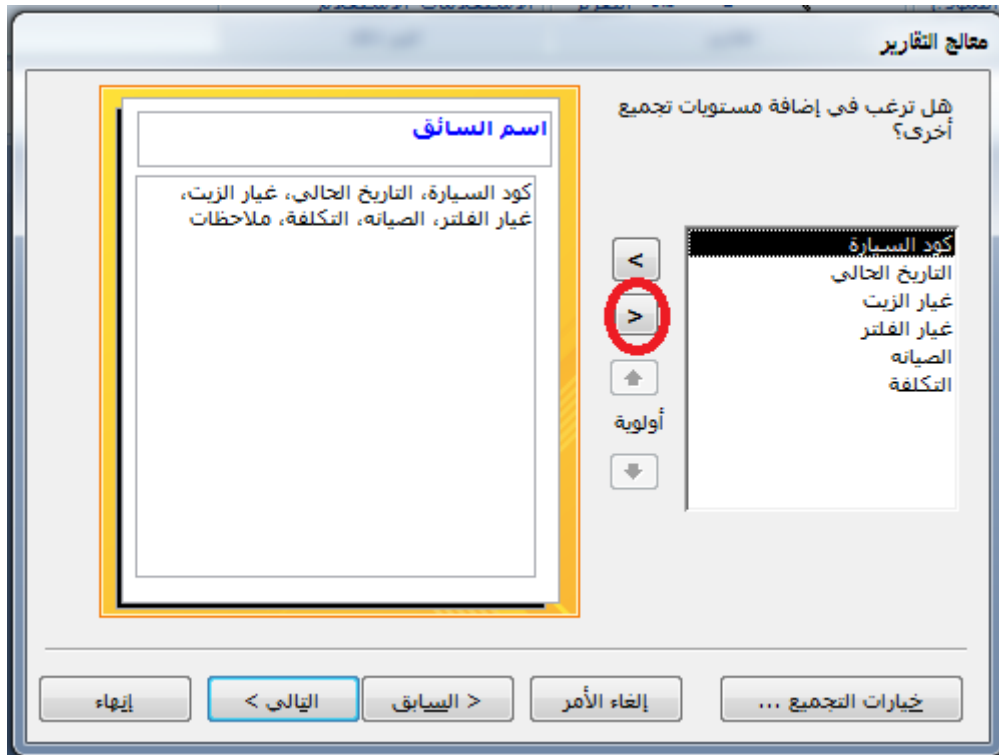 معالج التقارير
هل ترغب في إضافة مستويات تجميع
أخرى؟
كود السيارة
التاريخ الحالي
غيار الزيت
غيار الفلتر
الصيانه
التكلفة
>
<
أولوية
اسم السائق
كود السيارة، التاريخ الحالي، غيار الزيت،
غيار الفلتر، الصيانه، التكلفة، ملاحظات
خيارات التجميع ...
إلغاء الأمر
< السابق
التالي >
إنهاء